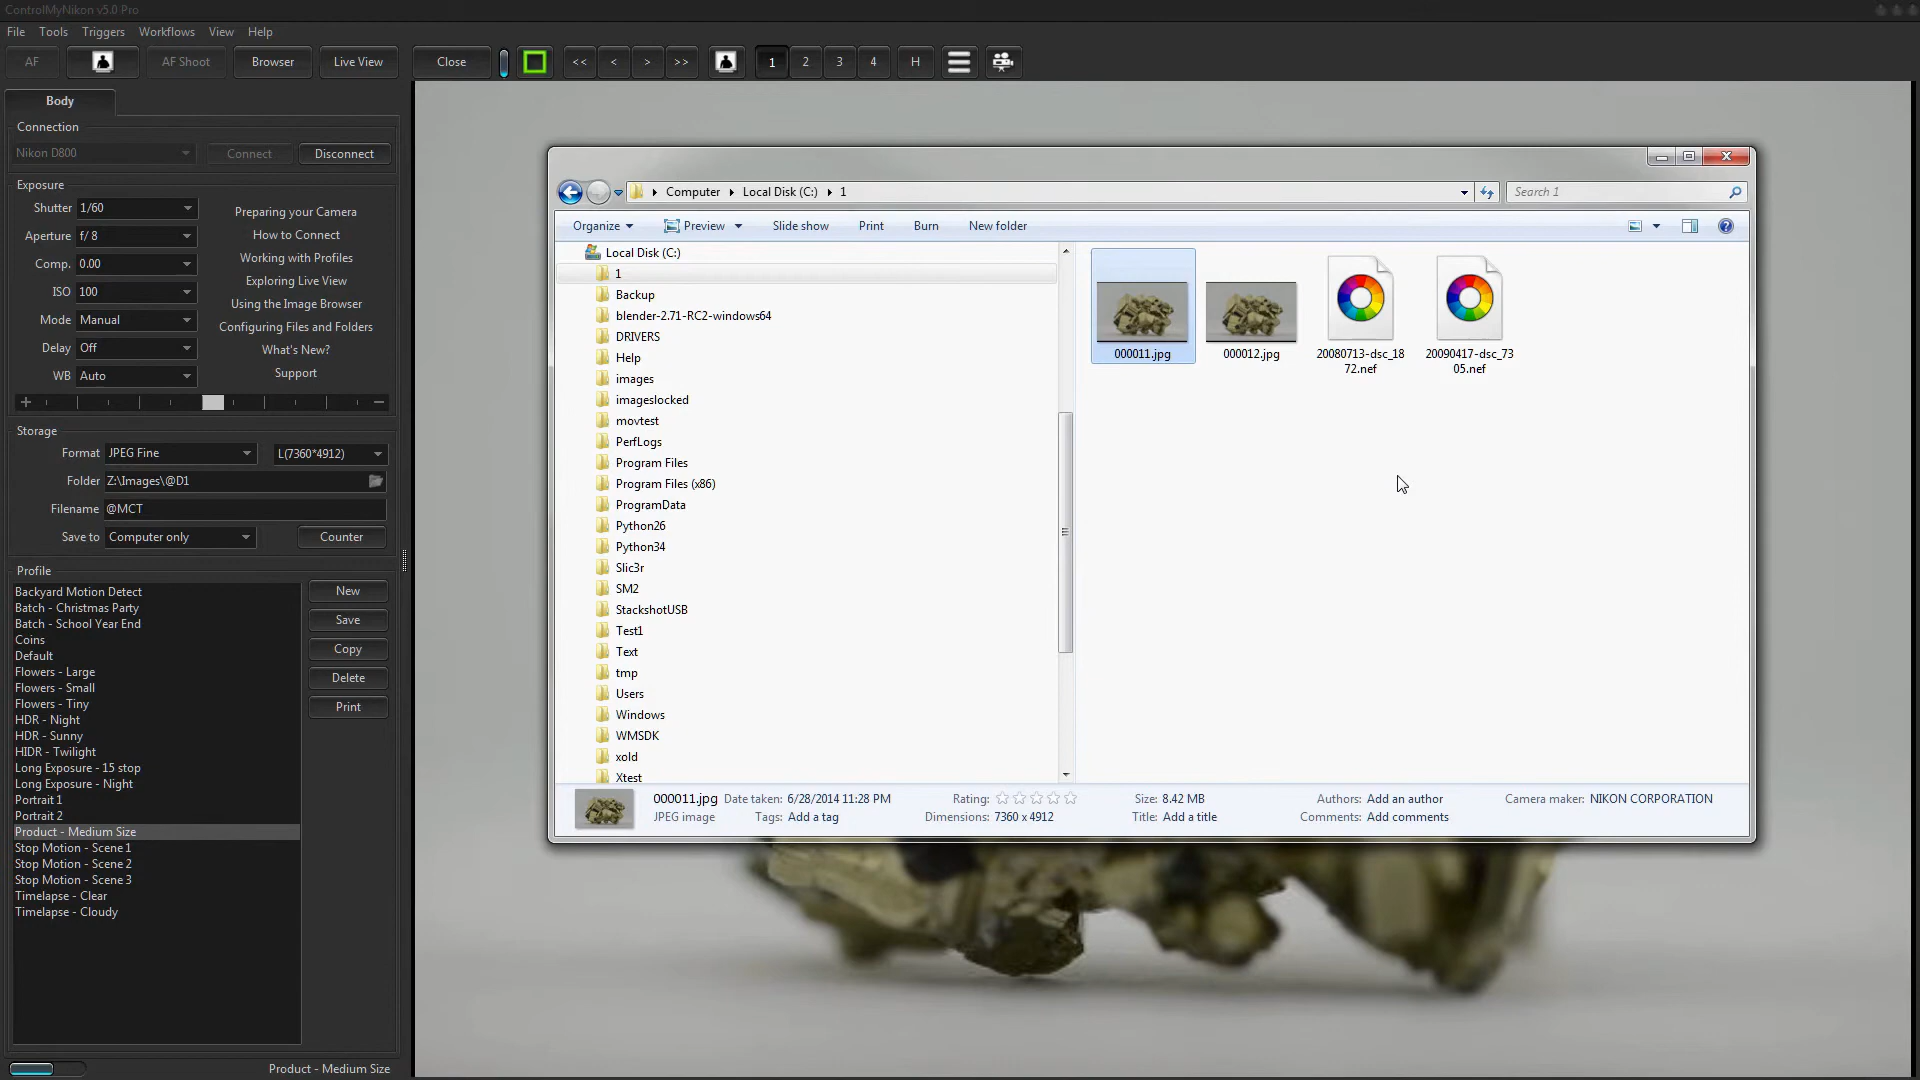 ControlMyNikon v5.0 Pro
File Tools Triggers Workflows View Help
AF AF Shoot Browser Live View Close << < > >> 1 2 3 4 H
Body
Connection
Nikon D800 Connect Disconnect
Exposure
Shutter 1/60
Aperture f/ 8
Comp. 0.00
ISO 100
Mode Manual
Delay Off
WB Auto
Preparing your Camera
How to Connect
Working with Profiles
Exploring Live View
Using the Image Browser
Configuring Files and Folders
What's New?
Support
Storage
Format JPEG Fine L(7360*4912)
Folder Z:\Images\@D1
Filename @MCT
Save to Computer only Counter
Profile
Backyard Motion Detect
Batch - Christmas Party
Batch - School Year End
Coins
Default
Flowers - Large
Flowers - Small
Flowers - Tiny
HDR - Night
HDR - Sunny
HIDR - Twilight
Long Exposure - 15 stop
Long Exposure - Night
Portrait 1
Portrait 2
Product - Medium Size
Stop Motion - Scene 1
Stop Motion - Scene 2
Stop Motion - Scene 3
Timelapse - Clear
Timelapse - Cloudy
New
Save
Copy
Delete
Print
Product - Medium Size
Computer Local Disk (C:) 1 Search 1
Organize Preview Slide show Print Burn New folder
Local Disk (C:)
1
Backup
blender-2.71-RC2-windows64
DRIVERS
Help
images
imageslocked
movtest
PerfLogs
Program Files
Program Files (x86)
ProgramData
Python26
Python34
Slic3r
SM2
StackshotUSB
Test1
Text
tmp
Users
Windows
WMSDK
xold
Xtest
000011.jpg
000012.jpg
20080713-dsc_18
72.nef
20090417-dsc_73
05.nef
000011.jpg Date taken: 6/28/2014 11:28 PM Rating: Size: 8.42 MB Authors: Add an author Camera maker: NIKON CORPORATION
JPEG image Tags: Add a tag Dimensions: 7360 x 4912 Title: Add a title Comments: Add comments